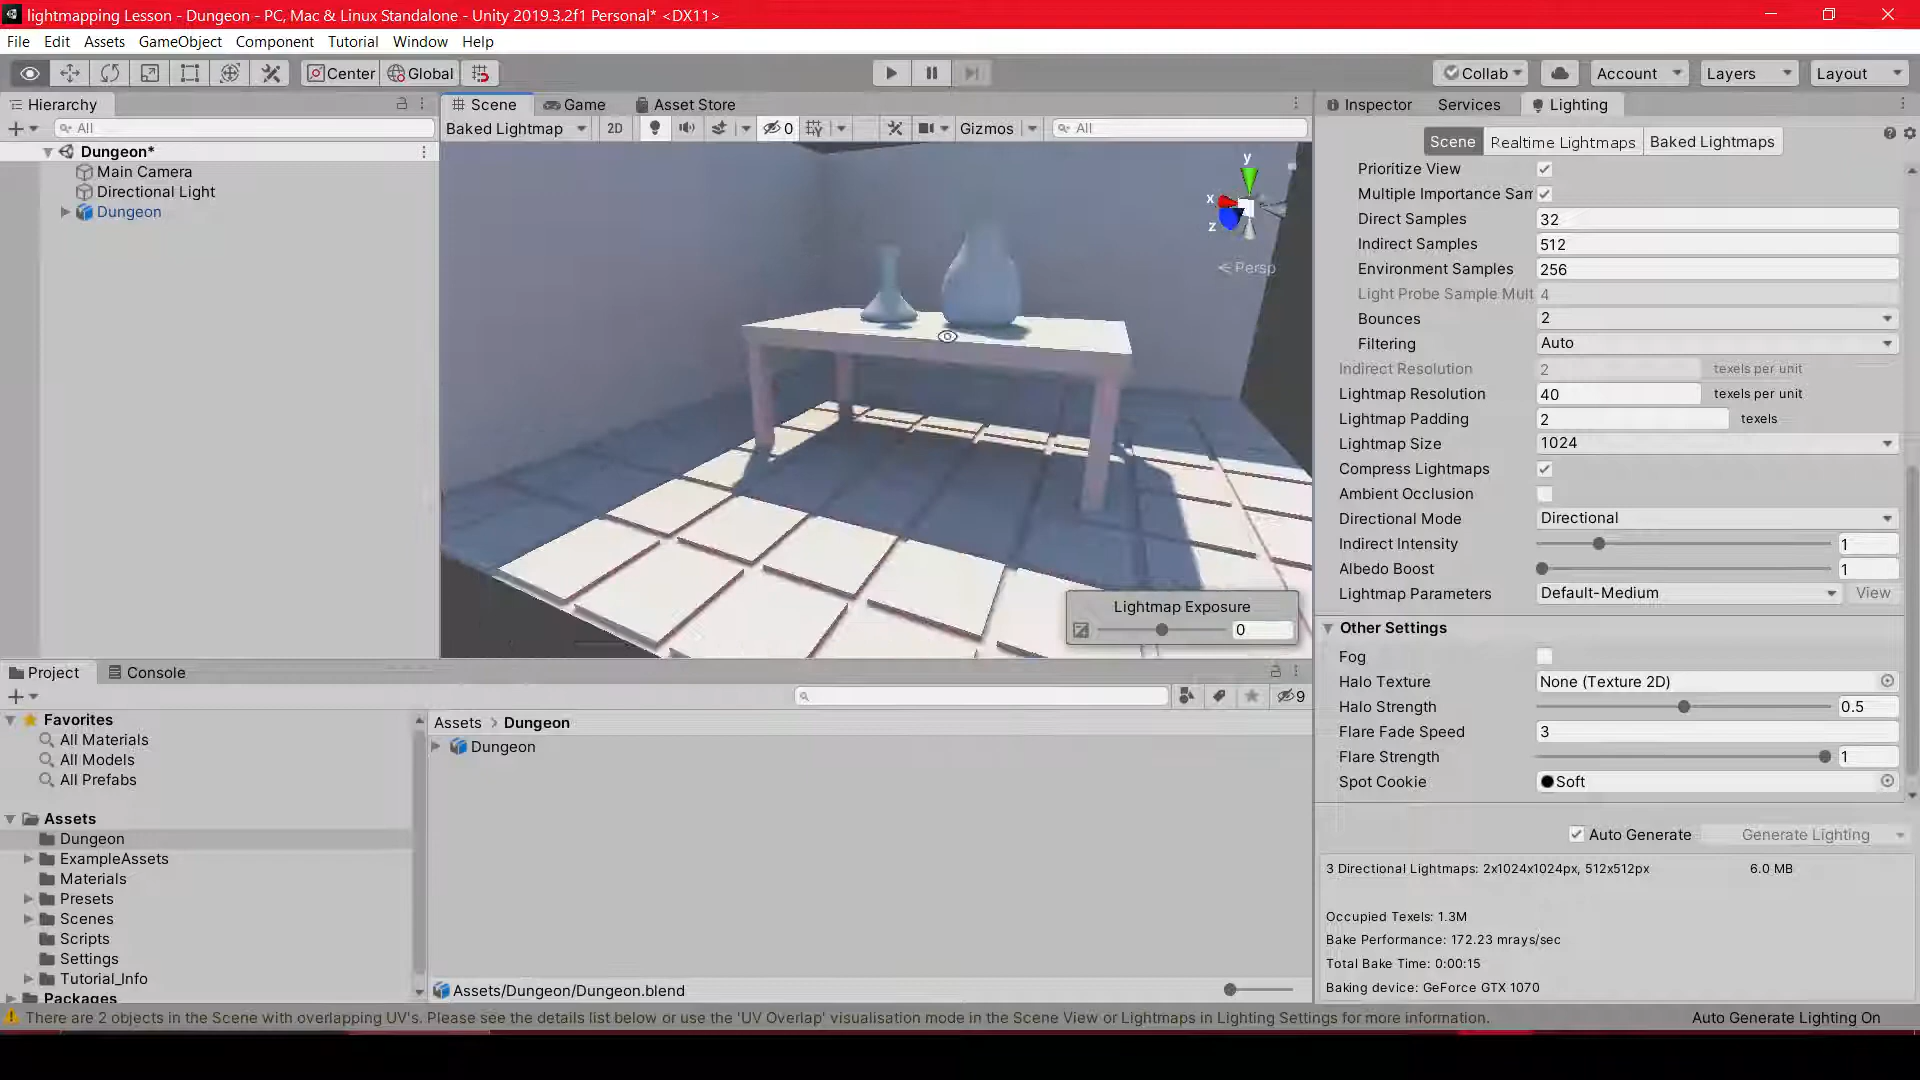 lightmapping Lesson - Dungeon - PC, Mac & Linux Standalone - Unity 2019.3.2f1 Personal* <DX11>
File Edit Assets GameObject Component Tutorial Window Help
Center Global Collab Account Layers Layout
Hierarchy
All
Dungeon*
Main Camera
Directional Light
Dungeon
Scene Game Asset Store
Baked Lightmap 2D 0 Gizmos All
y
x
z
Persp
Lightmap Exposure
0
Inspector Services Lighting
Scene Realtime Lightmaps Baked Lightmaps
Prioritize View
Multiple Importance Sam
Direct Samples 32
Indirect Samples 512
Environment Samples 256
Light Probe Sample Mult 4
Bounces 2
Filtering Auto
Indirect Resolution 2 texels per unit
Lightmap Resolution 40 texels per unit
Lightmap Padding 2 texels
Lightmap Size 1024
Compress Lightmaps
Ambient Occlusion
Directional Mode Directional
Indirect Intensity 1
Albedo Boost 1
Lightmap Parameters Default-Medium View
Other Settings
Fog
Halo Texture None (Texture 2D)
Halo Strength 0.5
Flare Fade Speed 3
Flare Strength 1
Spot Cookie Soft
Auto Generate Generate Lighting
3 Directional Lightmaps: 2x1024x1024px, 512x512px 6.0 MB
Occupied Texels: 1.3M
Bake Performance: 172.23 mrays/sec
Total Bake Time: 0:00:15
Baking device: GeForce GTX 1070
Project Console
9
Favorites
All Materials
All Models
All Prefabs
Assets
Dungeon
ExampleAssets
Materials
Presets
Scenes
Scripts
Settings
Tutorial_Info
Packages
Assets > Dungeon
Dungeon
Assets/Dungeon/Dungeon.blend
There are 2 objects in the Scene with overlapping UV's. Please see the details list below or use the 'UV Overlap' visualisation mode in the Scene View or Lightmaps in Lighting Settings for more information.
Auto Generate Lighting On